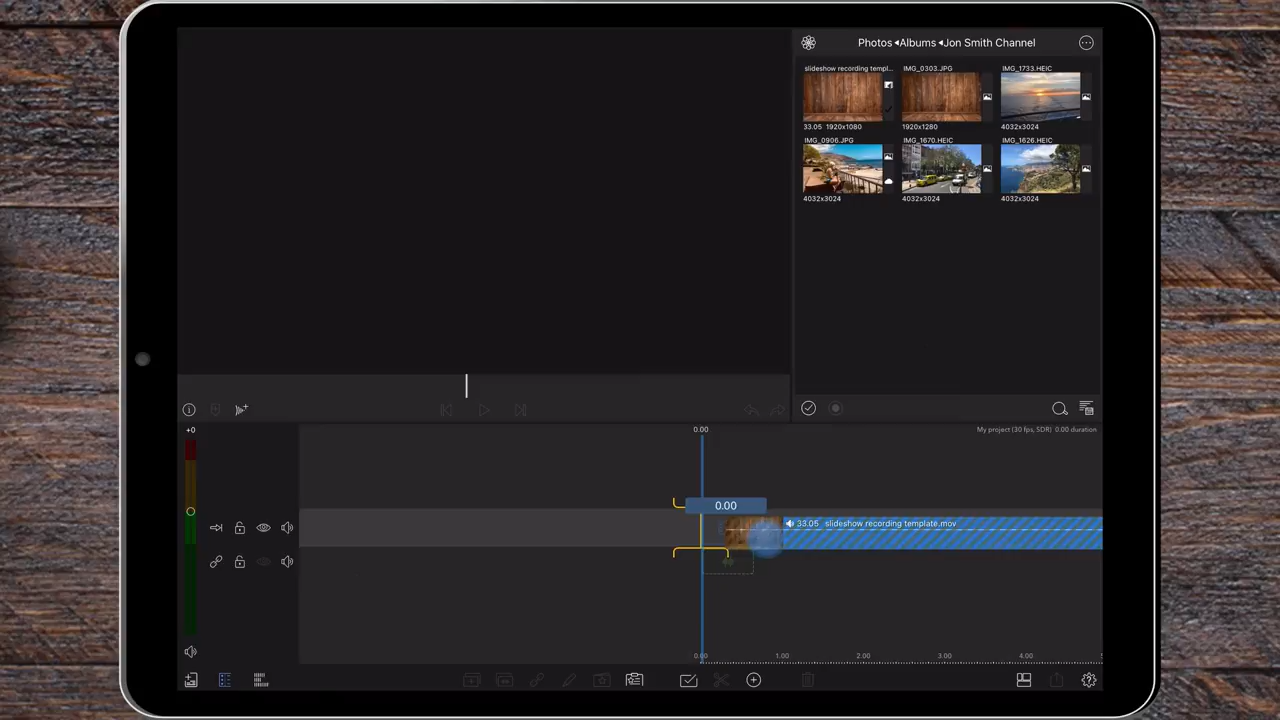 Photos◂Albums◂Jon Smith Channel
slideshow recording templ...
IMG_0303.JPG
IMG_1733.HEIC
33.05 1920x1080
1920x1280
4032x3024
IMG_0906.JPG
IMG_1670.HEIC
IMG_1626.HEIC
4032x3024
4032x3024
4032x3024
+0
0.00
My project (30 fps, SDR) 0.00 duration
0.00
33.05 slideshow recording template.mov
0.00
1.00
2.00
3.00
4.00
5